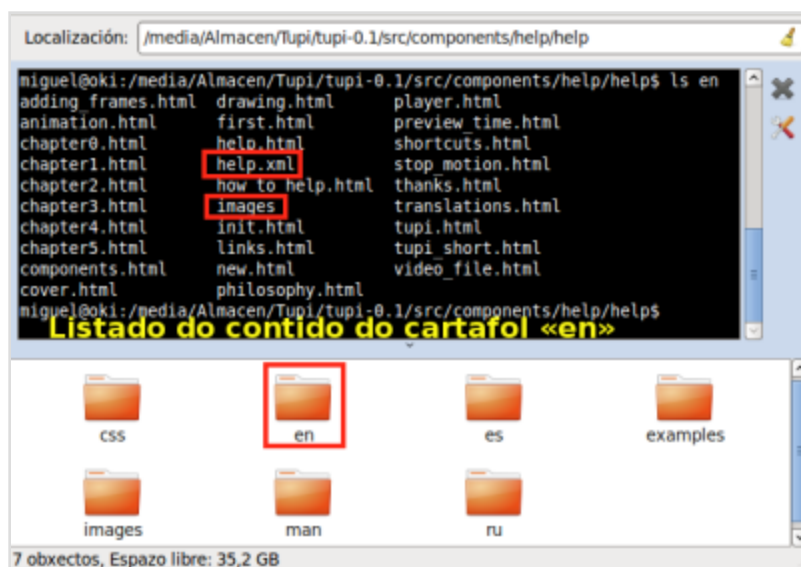 Localización: /media/Almacen/Tupi/tupi-0.1/src/components/help/help
miguel@oki:/media/Almacen/Tupi/tupi-0.1/src/components/help/help$ ls en
adding_frames.html drawing.html player.html
animation.html first.html preview_time.html
chapter0.html help.html shortcuts.html
chapter1.html help.xml stop_motion.html
chapter2.html how to help.html thanks.html
chapter3.html images translations.html
chapter4.html init.html tupi.html
chapter5.html links.html tupi_short.html
components.html new.html video_file.html
cover.html philosophy.html
miguel@oki:/media/Almacen/Tupi/tupi-0.1/src/components/help/help$
Listado do contido do cartafol «en»
css en es examples
images man ru
7 obxectos, Espazo libre: 35,2 GB